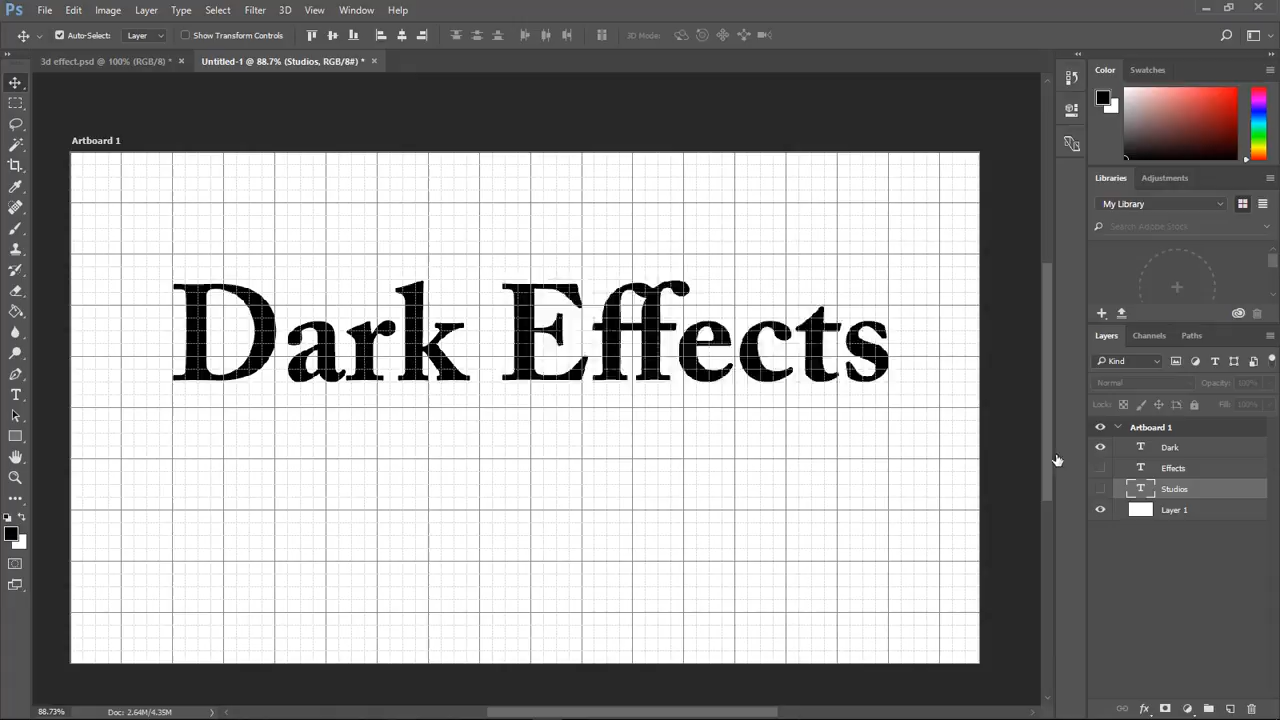 Ps File Edit Image Layer Type Select Filter 3D View Window Help
Auto-Select: Layer Show Transform Controls 3D Mode:
3d effect.psd @ 100% (RGB/8) * × Untitled-1 @ 88.7% (Studios, RGB/8#) * ×
Artboard 1
Dark Effects
Color Swatches
Libraries Adjustments
My Library
Search Adobe Stock
Layers Channels Paths
Kind
Normal Opacity: 100%
Lock: Fill: 100%
Artboard 1
T Dark
T Effects
T Studios
Layer 1
fx
88.73% Doc: 2.64M/4.35M